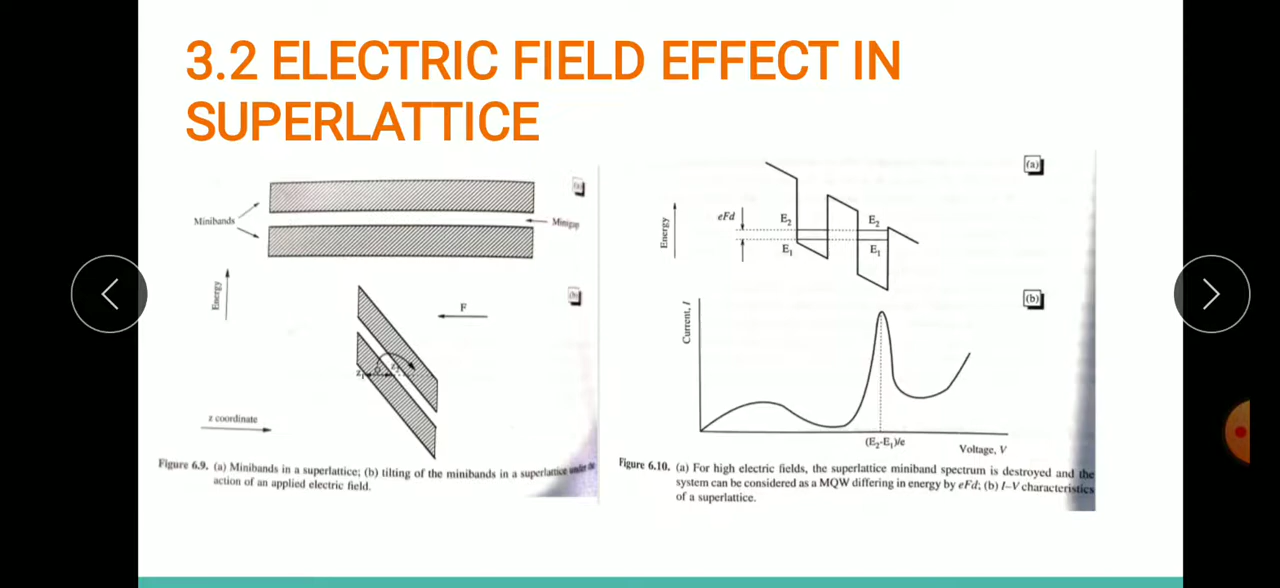 3.2 ELECTRIC FIELD EFFECT IN
SUPERLATTICE
(a)
Minibands
Minigap
Energy
(b)
F
z coordinate
Figure 6.9. (a) Minibands in a superlattice; (b) tilting of the minibands in a superlattice under the
action of an applied electric field.
(a)
Energy
eFd
E2
E2
E1
E1
(b)
Current, I
(E2-E1)/e
Voltage, V
Figure 6.10. (a) For high electric fields, the superlattice miniband spectrum is destroyed and the
system can be considered as a MQW differing in energy by eFd; (b) I–V characteristics
of a superlattice.